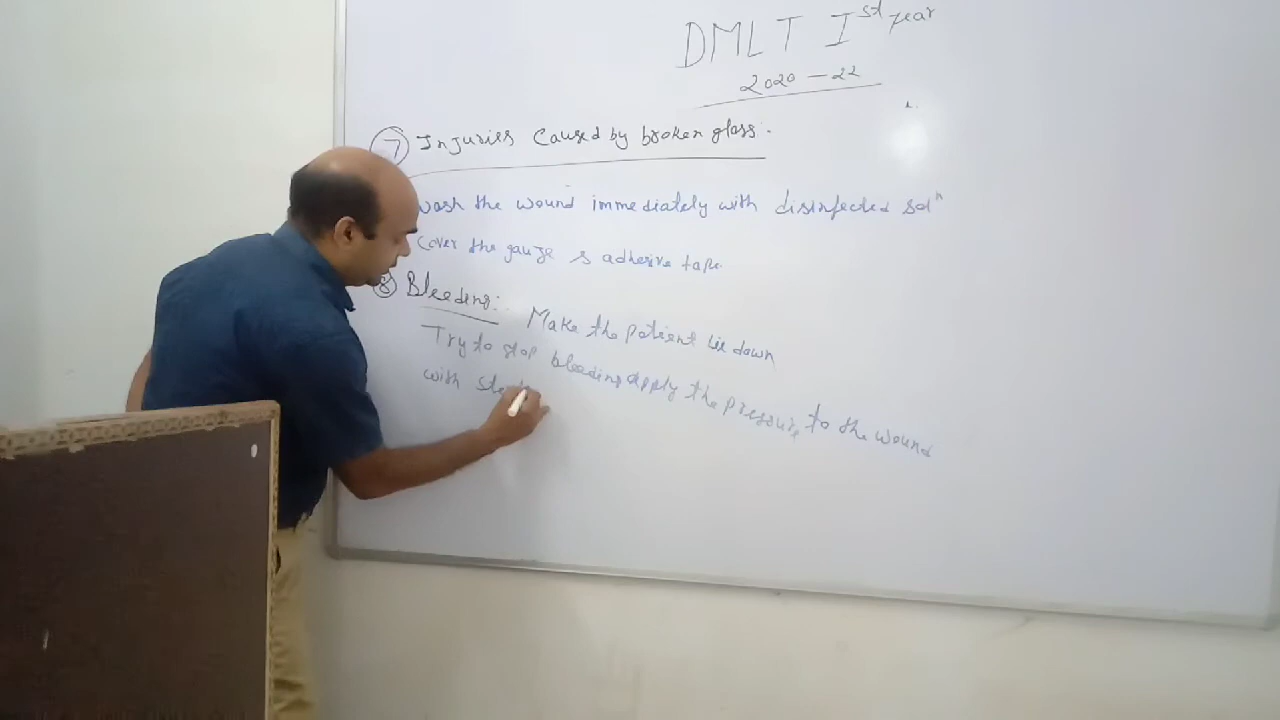 DMLT Ist year
2020-22
7 Injuries Caused by broken glass:
wash the wound immediately with disinfected solⁿ
Cover the gauze & adhesive tape
8 Bleeding:- Make the patient lie down
Try to stop bleeding apply the pressure to the wound
with